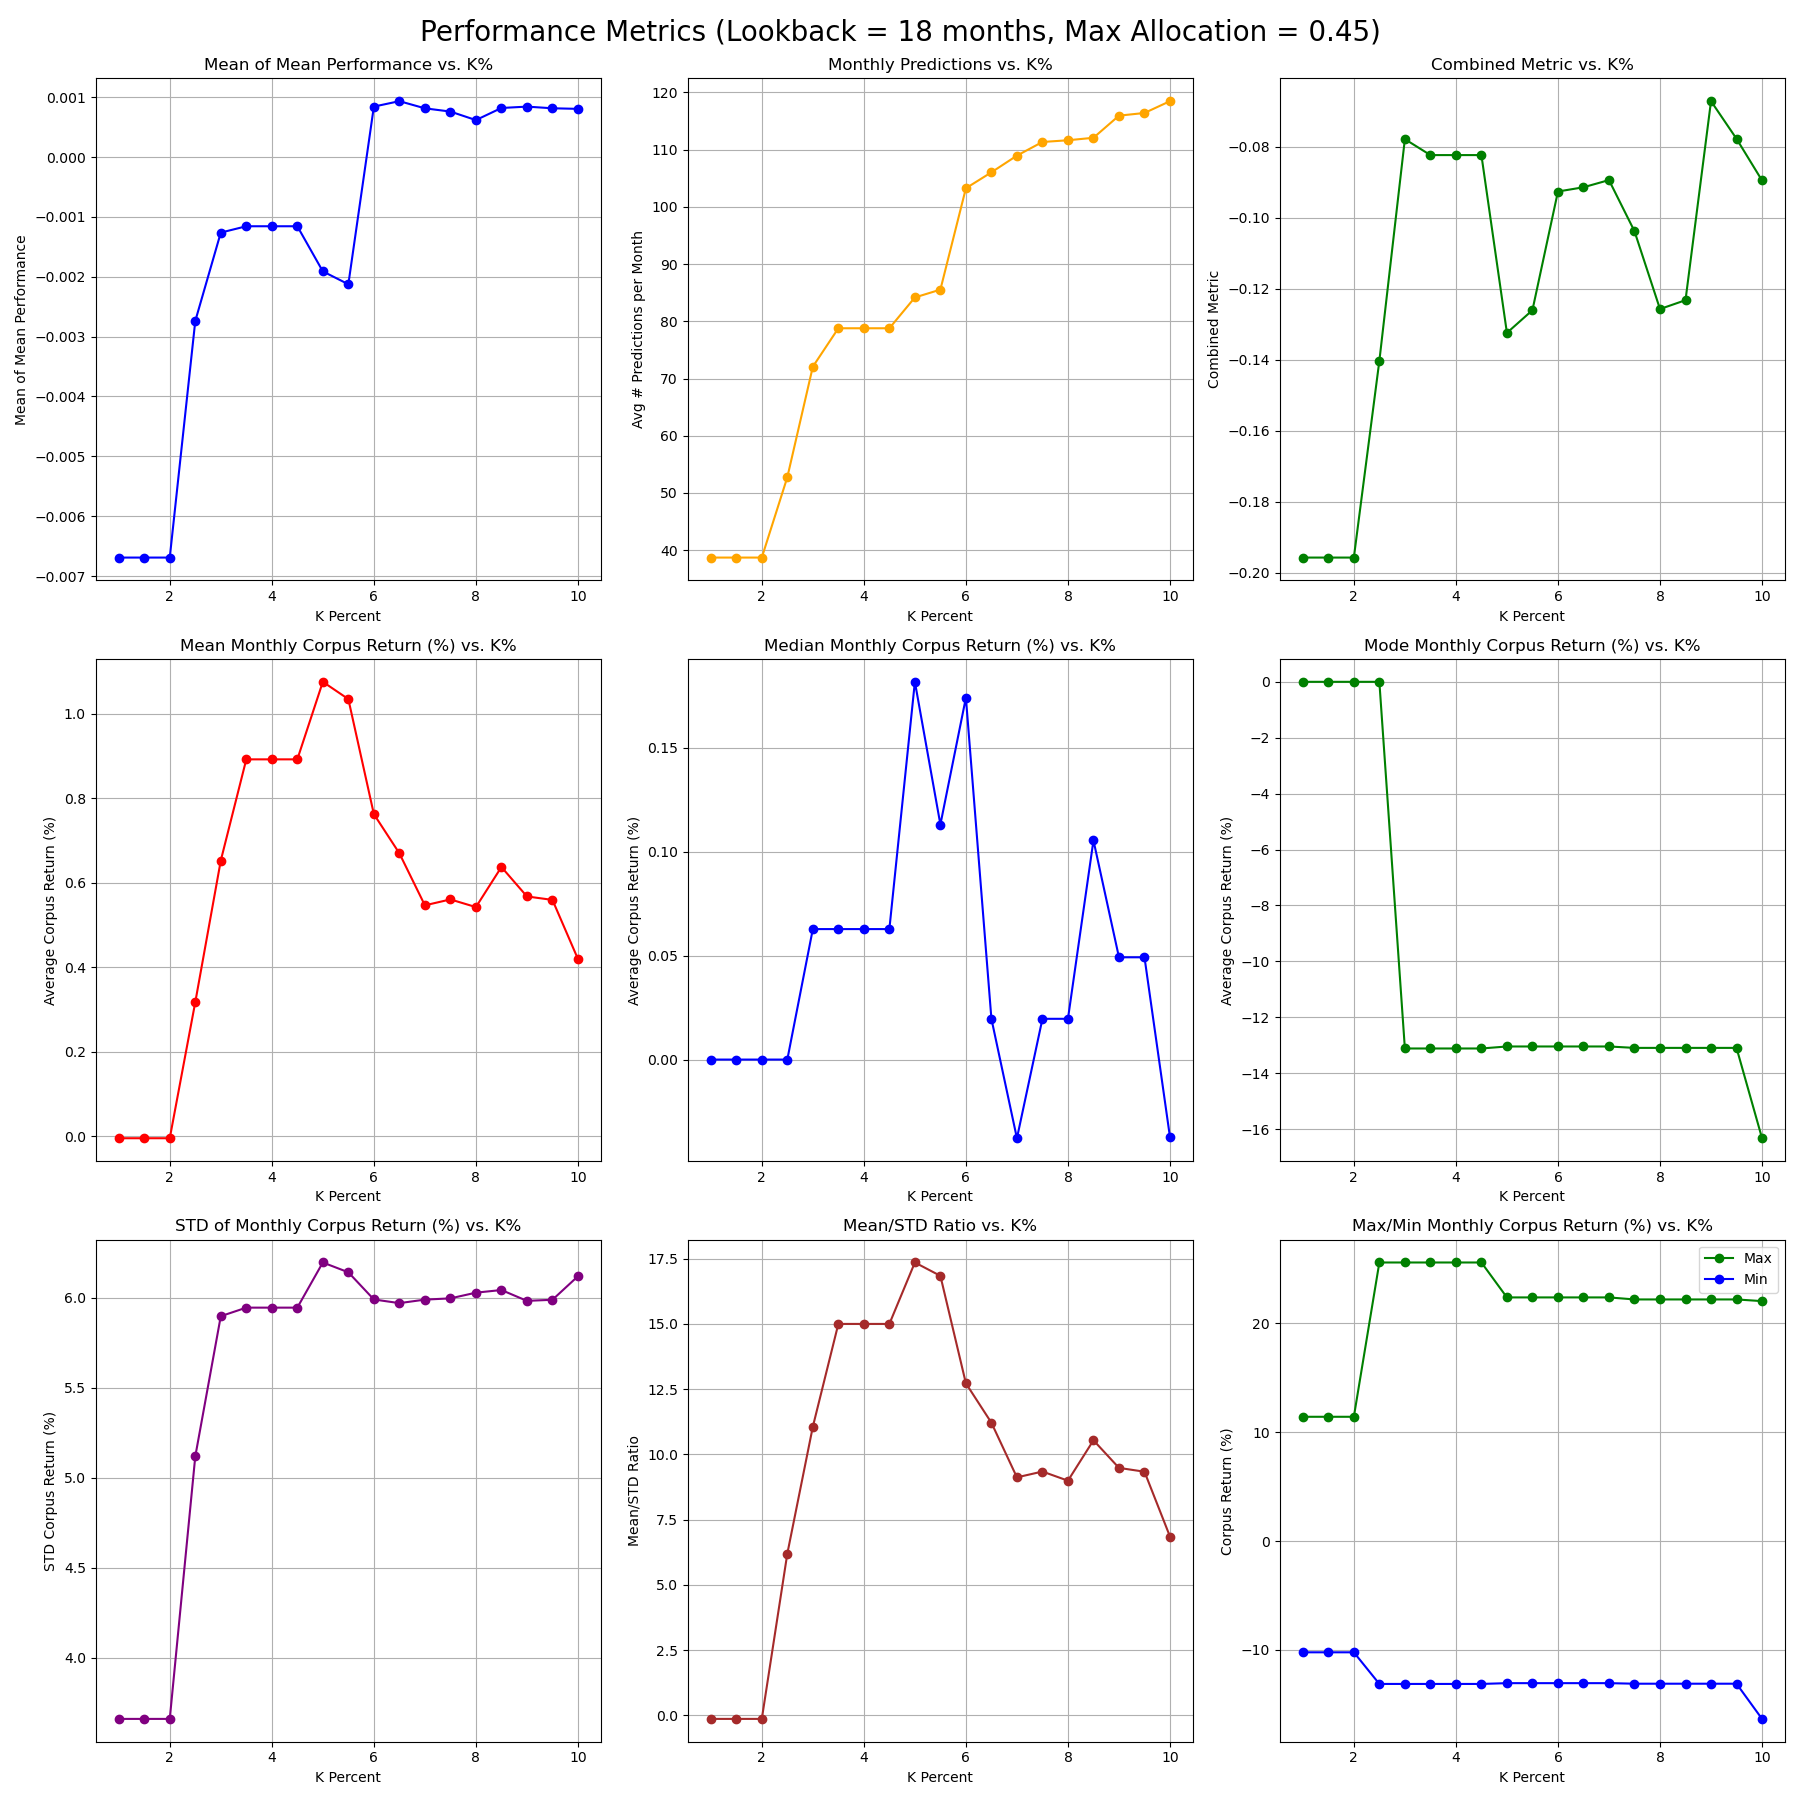 Performance Metrics (Lookback = 18 months, Max Allocation = 0.45)
Mean of Mean Performance vs. K%
Mean of Mean Performance
0.001
0.000
−0.001
−0.002
−0.003
−0.004
−0.005
−0.006
−0.007
2 4 6 8 10
K Percent
Monthly Predictions vs. K%
Avg # Predictions per Month
120
110
100
90
80
70
60
50
40
2 4 6 8 10
K Percent
Combined Metric vs. K%
Combined Metric
−0.08
−0.10
−0.12
−0.14
−0.16
−0.18
−0.20
2 4 6 8 10
K Percent
Mean Monthly Corpus Return (%) vs. K%
Average Corpus Return (%)
1.0
0.8
0.6
0.4
0.2
0.0
2 4 6 8 10
K Percent
Median Monthly Corpus Return (%) vs. K%
Average Corpus Return (%)
0.15
0.10
0.05
0.00
2 4 6 8 10
K Percent
Mode Monthly Corpus Return (%) vs. K%
Average Corpus Return (%)
0
−2
−4
−6
−8
−10
−12
−14
−16
2 4 6 8 10
K Percent
STD of Monthly Corpus Return (%) vs. K%
STD Corpus Return (%)
6.0
5.5
5.0
4.5
4.0
2 4 6 8 10
K Percent
Mean/STD Ratio vs. K%
Mean/STD Ratio
17.5
15.0
12.5
10.0
7.5
5.0
2.5
0.0
2 4 6 8 10
K Percent
Max/Min Monthly Corpus Return (%) vs. K%
Corpus Return (%)
Max
Min
20
10
0
−10
2 4 6 8 10
K Percent